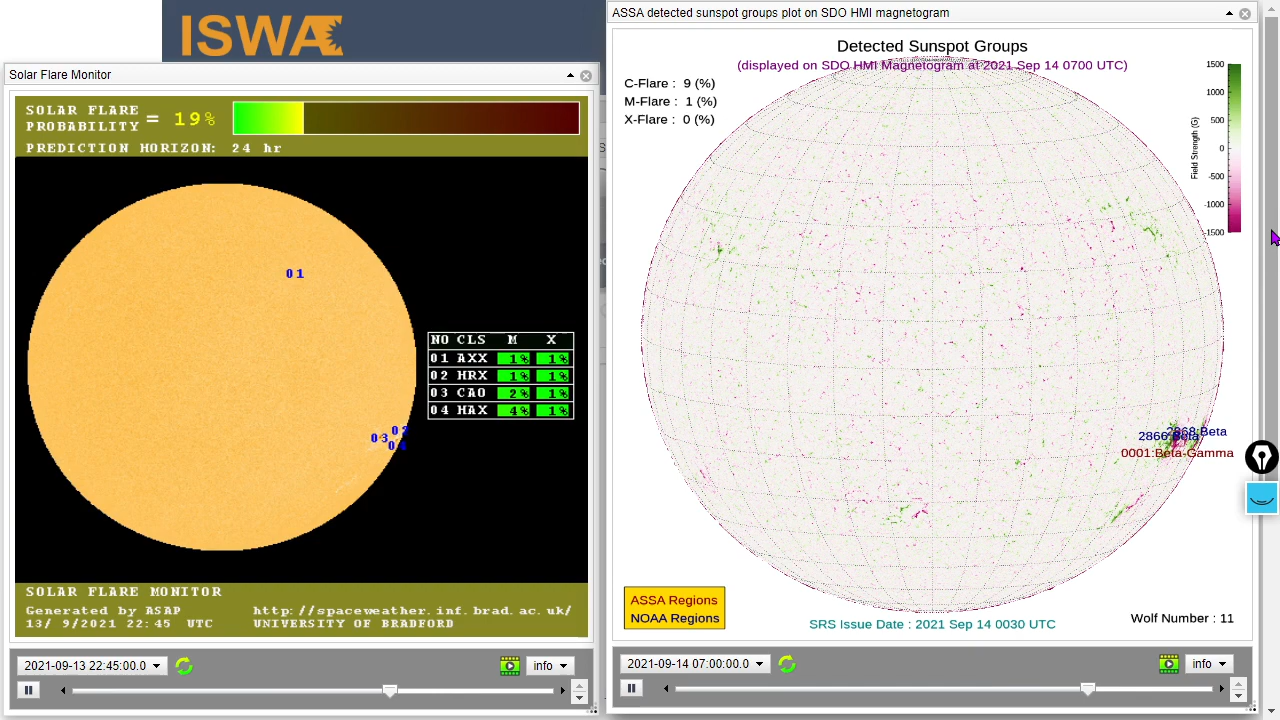 ISWA
Solar Flare Monitor
SOLAR FLARE
PROBABILITY = 19%
PREDICTION HORIZON: 24 hr
01
02
03
04
NO CLS M X
01 AXX 1% 1%
02 HRX 1% 1%
03 CAO 2% 1%
04 HAX 4% 1%
SOLAR FLARE MONITOR
Generated by ASAP
13/ 9/2021 22:45 UTC
http://spaceweather.inf.brad.ac.uk/
UNIVERSITY OF BRADFORD
2021-09-13 22:45:00.0
info
ASSA detected sunspot groups plot on SDO HMI magnetogram
Detected Sunspot Groups
(displayed on SDO HMI Magnetogram at 2021 Sep 14 0700 UTC)
C-Flare : 9 (%)
M-Flare : 1 (%)
X-Flare : 0 (%)
Field Strength (G)
1500
1000
500
0
-500
-1000
-1500
2868:Beta
2866:Beta
0001:Beta-Gamma
ASSA Regions
NOAA Regions
SRS Issue Date : 2021 Sep 14 0030 UTC
Wolf Number : 11
2021-09-14 07:00:00.0
info